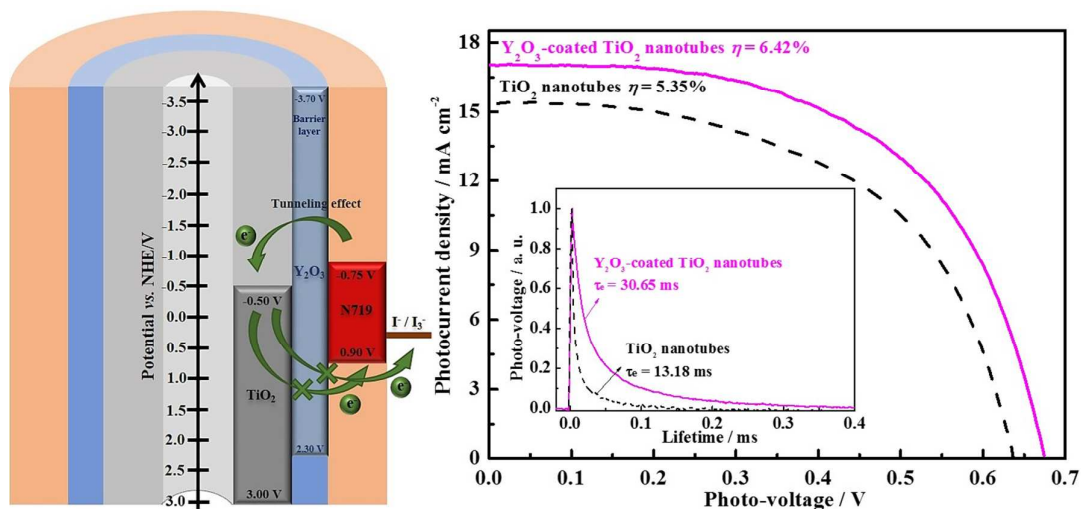 Potential vs. NHE/V
-3.5
-3.0
-2.5
-2.0
-1.5
-1.0
-0.5
0.0
0.5
1.0
1.5
2.0
2.5
3.0
-3.70 V
Barrier
layer
Tunneling effect
e⁻
Y₂O₃
-0.75 V
N719
0.90 V
-0.50 V
TiO₂
3.00 V
2.30 V
I⁻ / I₃⁻
e⁻
e⁻
Photocurrent density / mA cm⁻²
18
15
12
9
6
3
0
Y₂O₃-coated TiO₂ nanotubes η = 6.42%
TiO₂ nanotubes η = 5.35%
Photo-voltage / a. u.
1.0
0.8
0.6
0.4
0.2
0.0
Y₂O₃-coated TiO₂ nanotubes
τₑ = 30.65 ms
TiO₂ nanotubes
τₑ = 13.18 ms
0.0 0.1 0.2 0.3 0.4
Lifetime / ms
0.0 0.1 0.2 0.3 0.4 0.5 0.6 0.7
Photo-voltage / V